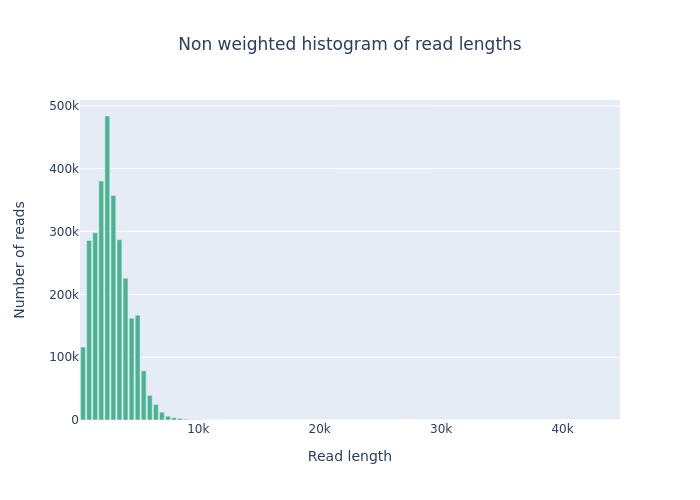 Non weighted histogram of read lengths
500k
400k
300k
200k
100k
0
10k
20k
30k
40k
Number of reads
Read length